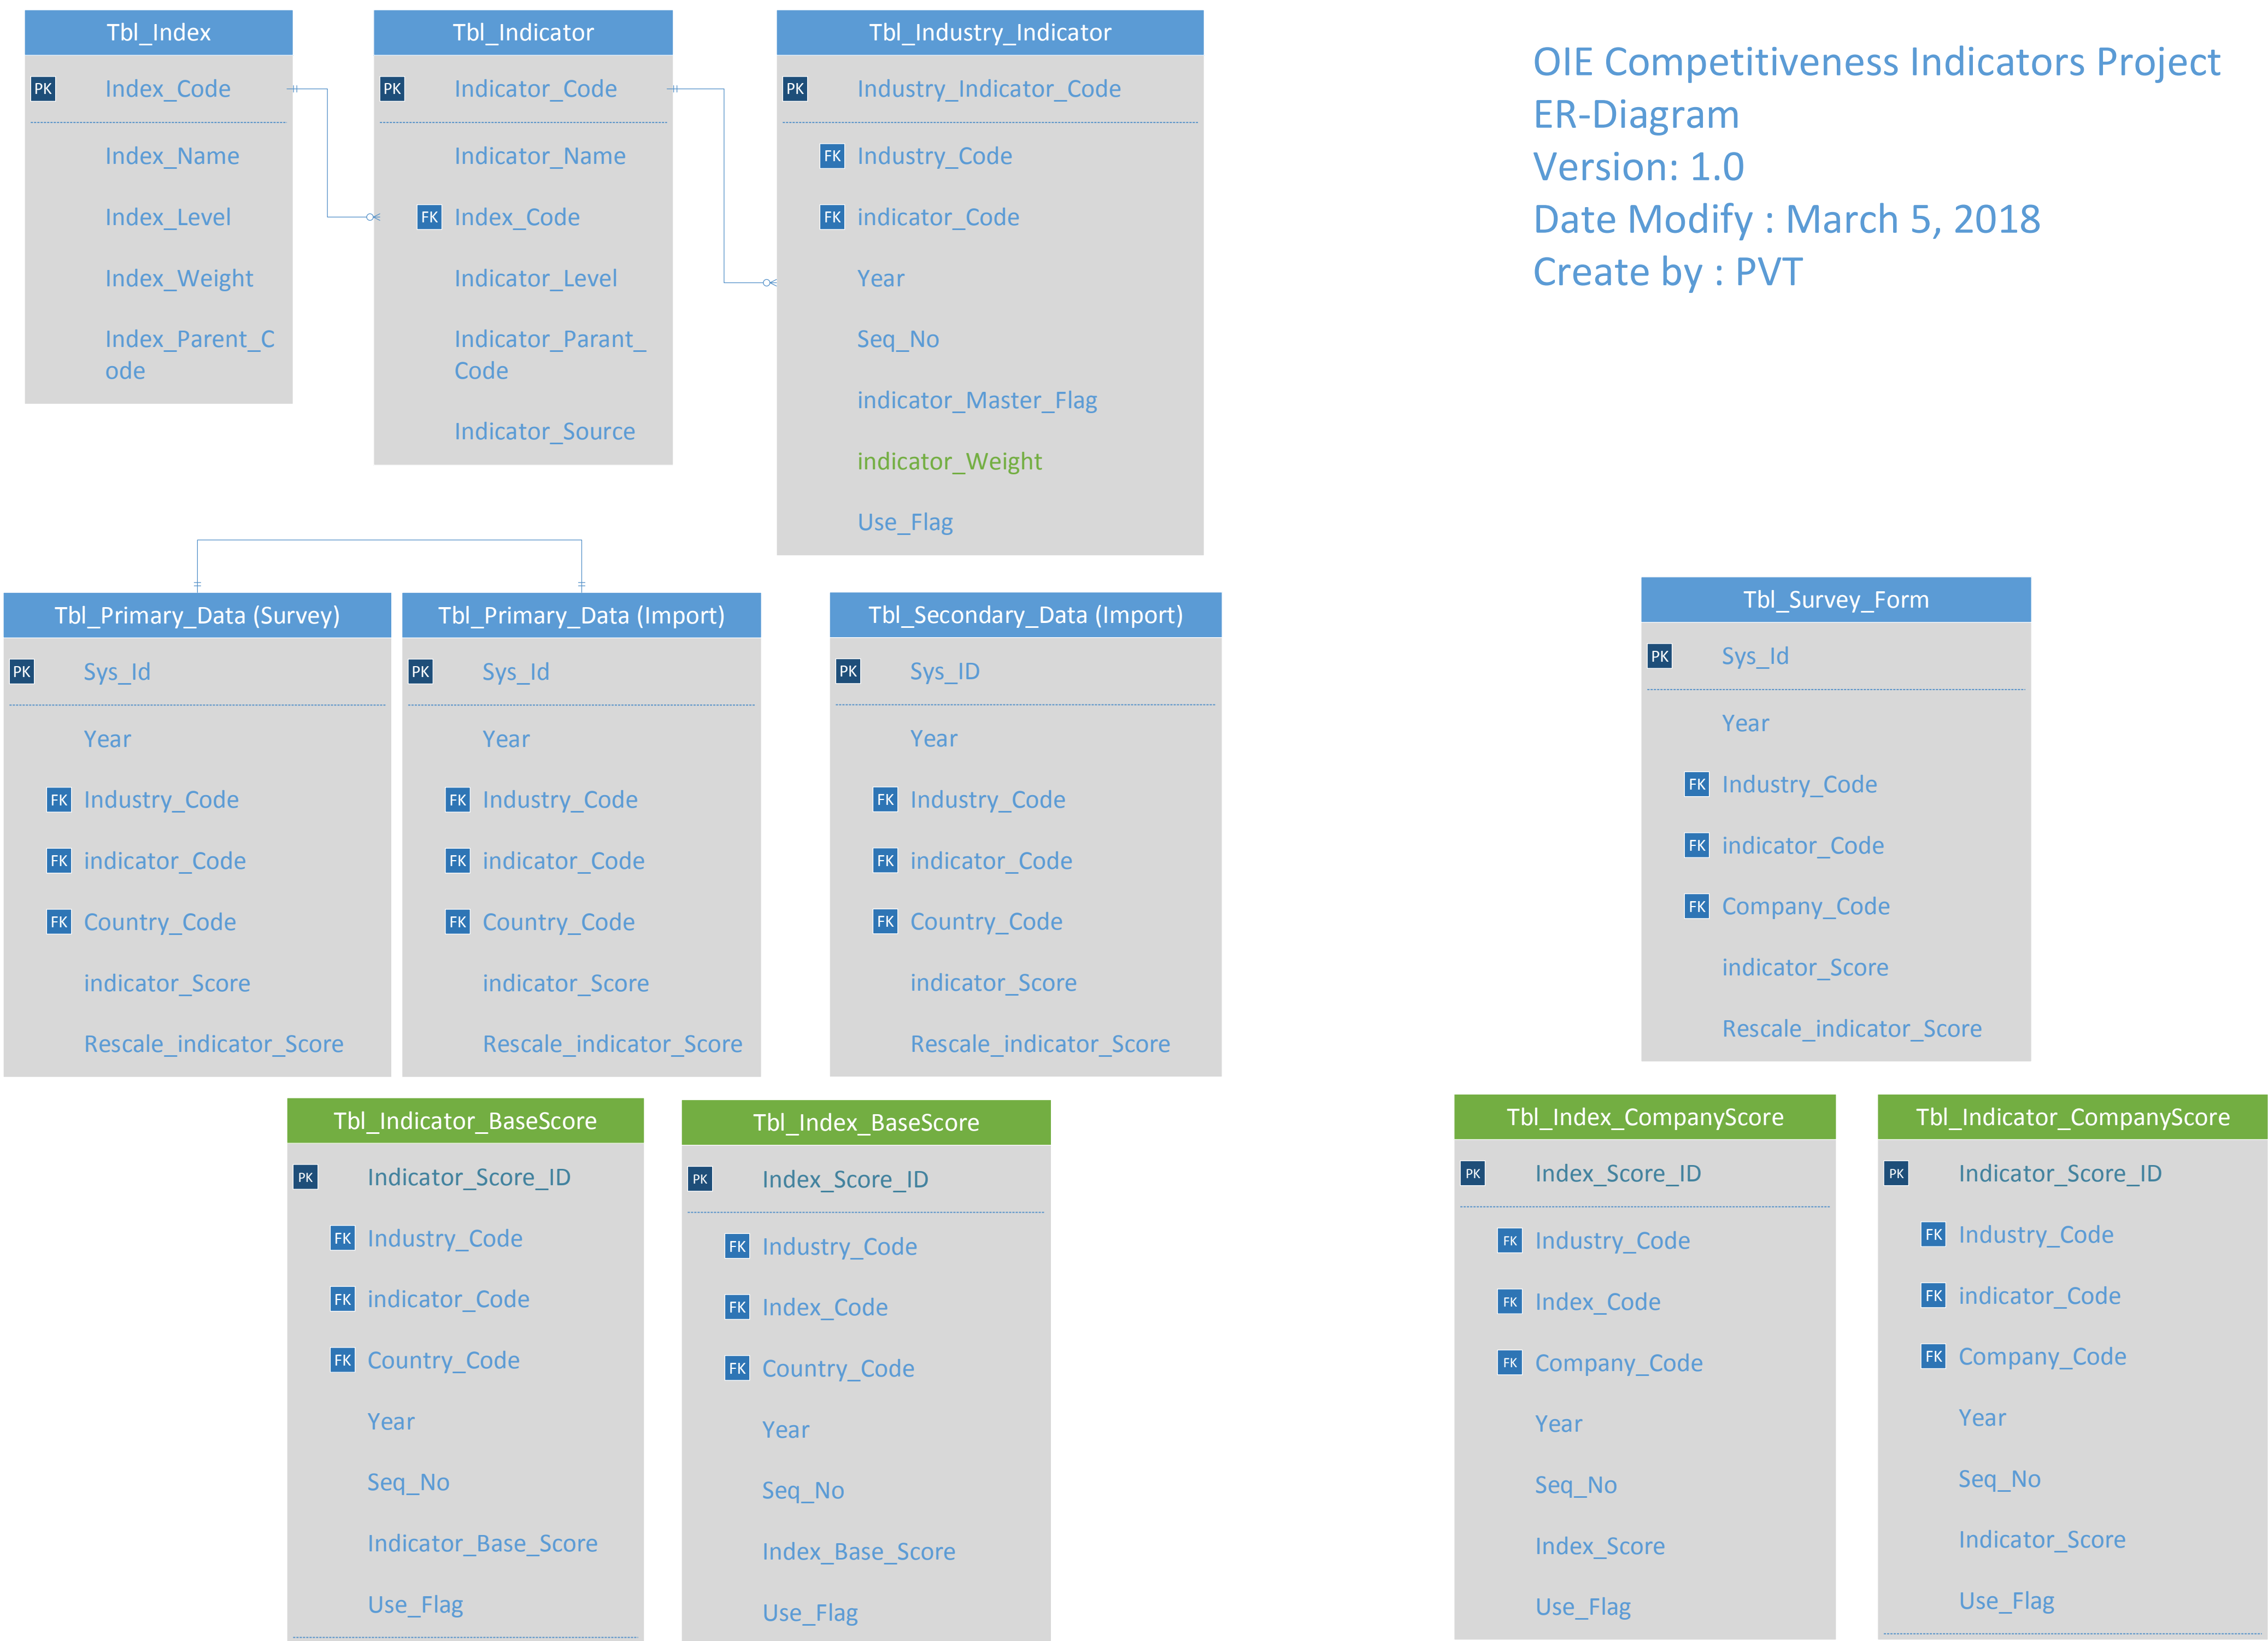 Tbl_Index
PK Index_Code
Index_Name
Index_Level
Index_Weight
Index_Parent_C
ode
Tbl_Indicator
PK Indicator_Code
Indicator_Name
FK Index_Code
Indicator_Level
Indicator_Parant_
Code
Indicator_Source
Tbl_Industry_Indicator
PK Industry_Indicator_Code
FK Industry_Code
FK indicator_Code
Year
Seq_No
indicator_Master_Flag
indicator_Weight
Use_Flag
OIE Competitiveness Indicators Project
ER-Diagram
Version: 1.0
Date Modify : March 5, 2018
Create by : PVT
Tbl_Primary_Data (Survey)
PK Sys_Id
Year
FK Industry_Code
FK indicator_Code
FK Country_Code
indicator_Score
Rescale_indicator_Score
Tbl_Primary_Data (Import)
PK Sys_Id
Year
FK Industry_Code
FK indicator_Code
FK Country_Code
indicator_Score
Rescale_indicator_Score
Tbl_Secondary_Data (Import)
PK Sys_ID
Year
FK Industry_Code
FK indicator_Code
FK Country_Code
indicator_Score
Rescale_indicator_Score
Tbl_Survey_Form
PK Sys_Id
Year
FK Industry_Code
FK indicator_Code
FK Company_Code
indicator_Score
Rescale_indicator_Score
Tbl_Indicator_BaseScore
PK Indicator_Score_ID
FK Industry_Code
FK indicator_Code
FK Country_Code
Year
Seq_No
Indicator_Base_Score
Use_Flag
Tbl_Index_BaseScore
PK Index_Score_ID
FK Industry_Code
FK Index_Code
FK Country_Code
Year
Seq_No
Index_Base_Score
Use_Flag
Tbl_Index_CompanyScore
PK Index_Score_ID
FK Industry_Code
FK Index_Code
FK Company_Code
Year
Seq_No
Index_Score
Use_Flag
Tbl_Indicator_CompanyScore
PK Indicator_Score_ID
FK Industry_Code
FK indicator_Code
FK Company_Code
Year
Seq_No
Indicator_Score
Use_Flag